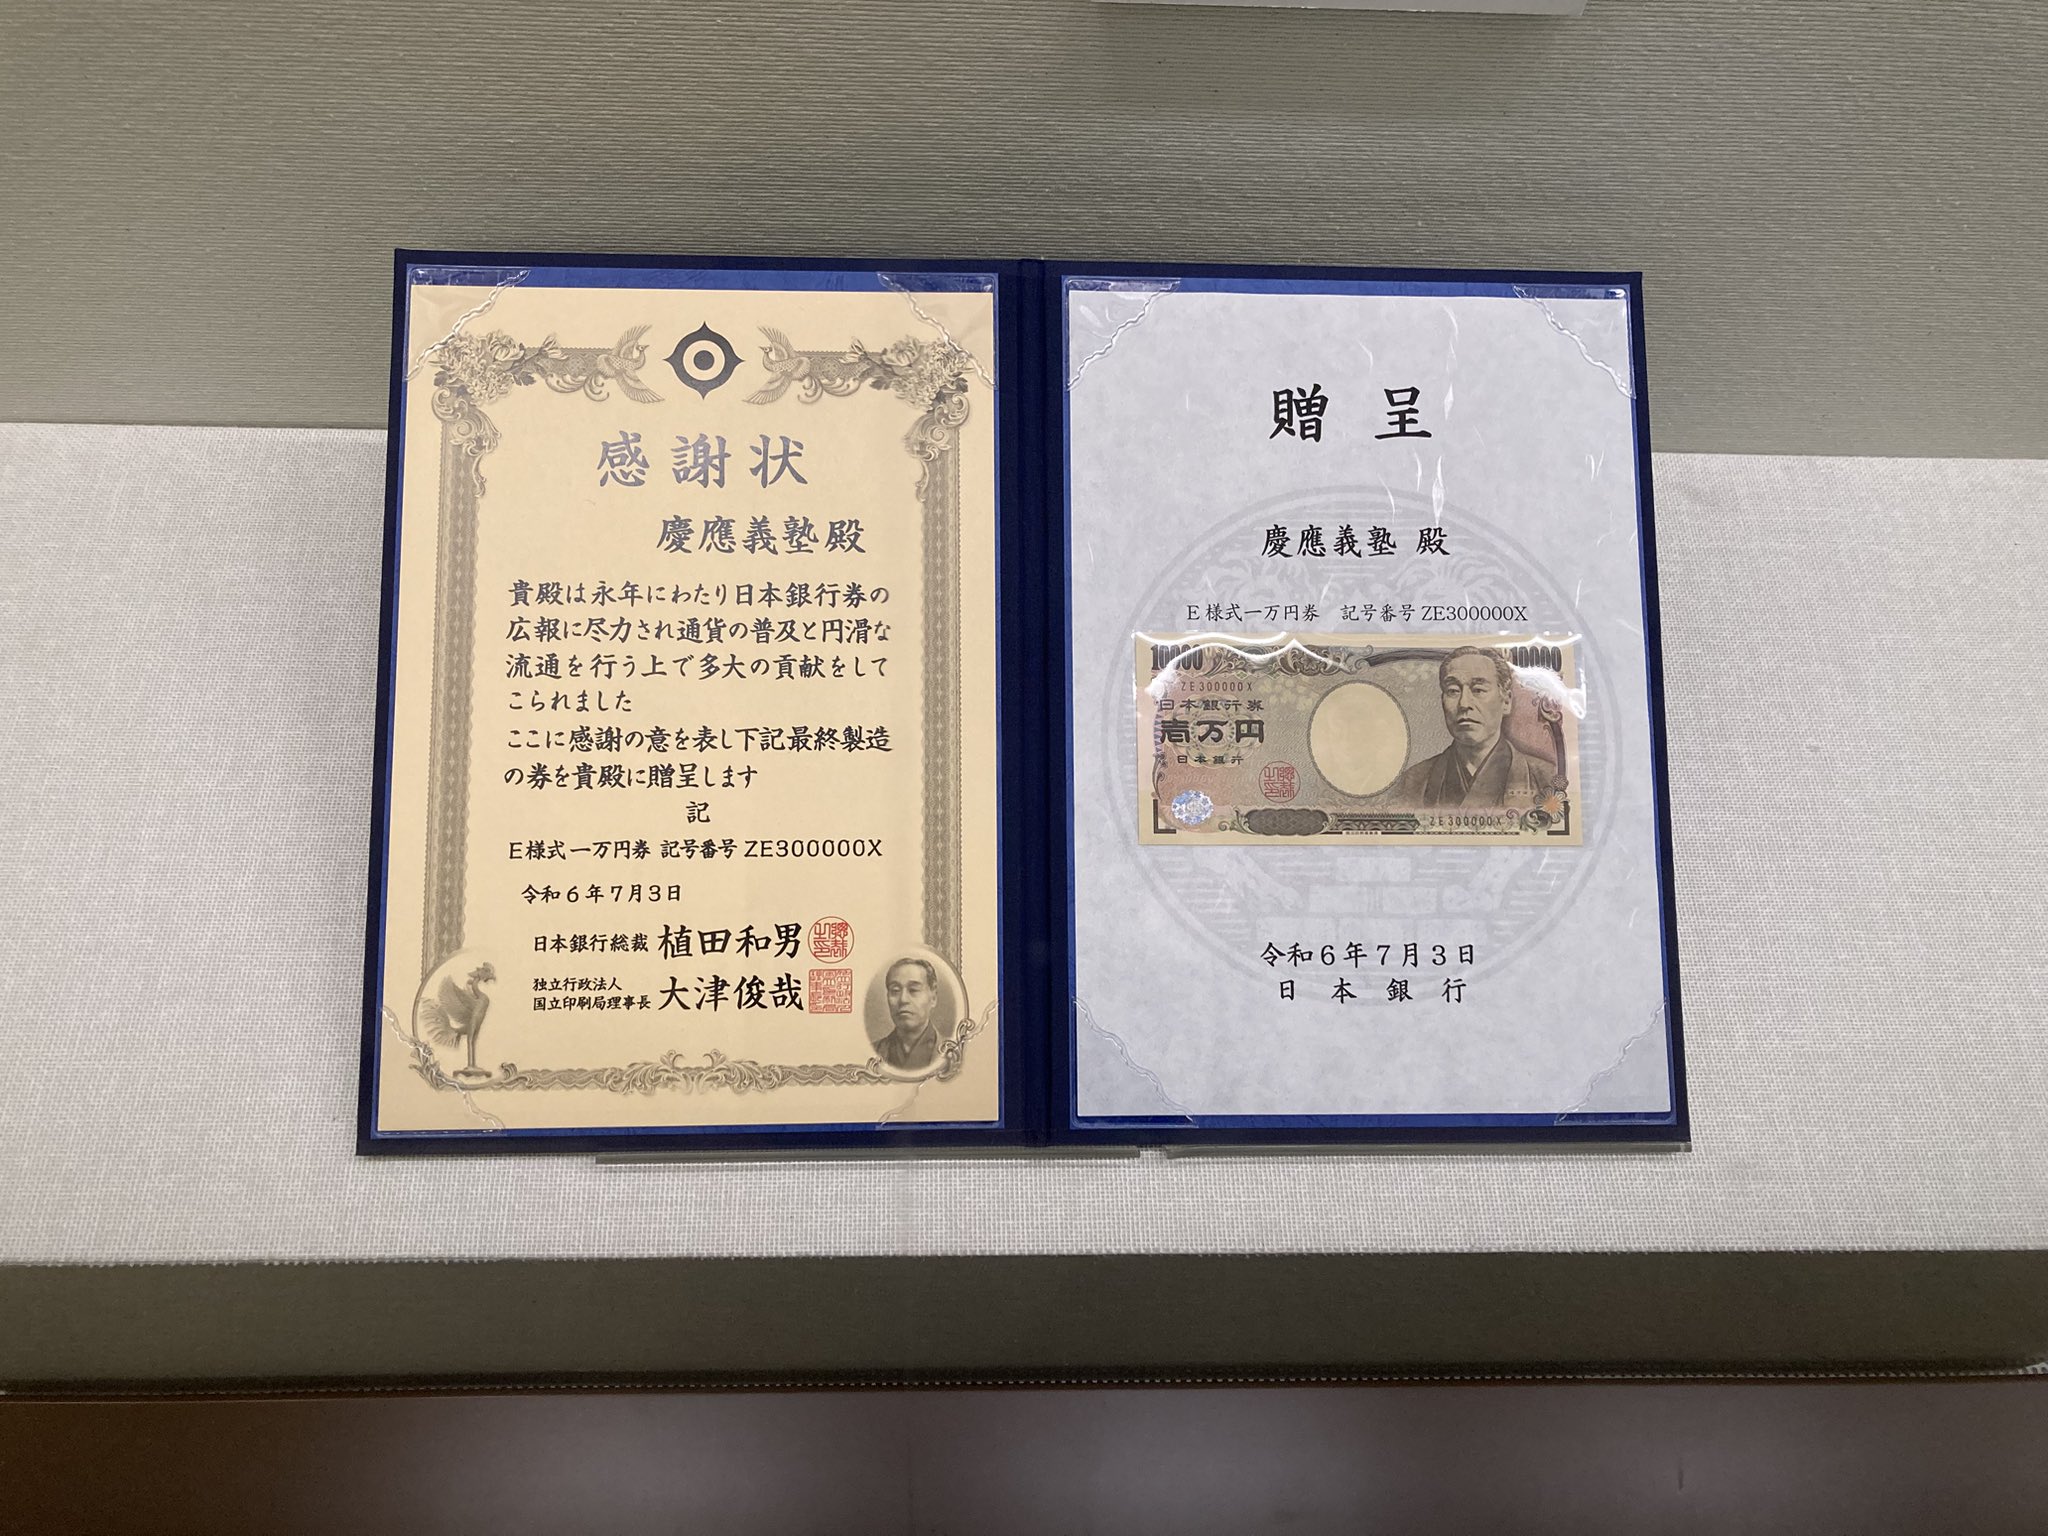 感謝状
慶應義塾殿
貴殿は永年にわたり日本銀行券の
広報に尽力され通貨の普及と円滑な
流通を行う上で多大の貢献をして
こられました
ここに感謝の意を表し下記最終製造
の券を貴殿に贈呈します
記
E様式一万円券 記号番号 ZE300000X
令和6年7月3日
日本銀行総裁 植田和男
独立行政法人
国立印刷局理事長 大津俊哉
贈 呈
慶應義塾 殿
E様式一万円券 記号番号 ZE300000X
10000 10000
ZE300000X
日本銀行券
壱万円
日本銀行
ZE300000X
令和6年7月3日
日 本 銀 行